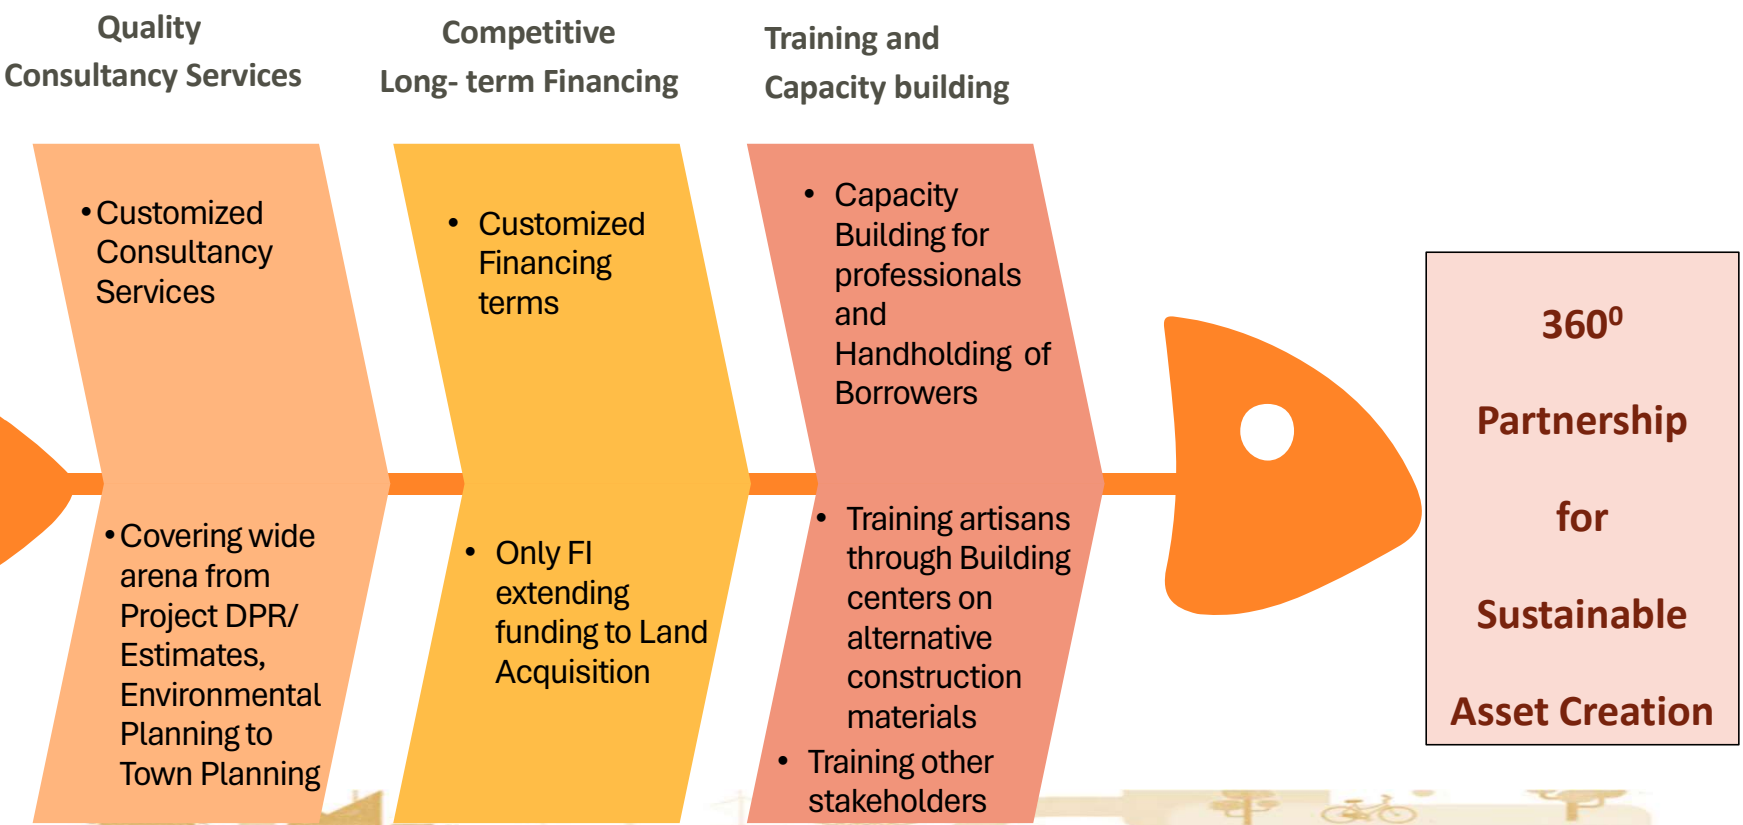 Quality
Consultancy Services
Competitive
Long- term Financing
Training and
Capacity building
•Customized
Consultancy
Services
•Covering wide
arena from
Project DPR/
Estimates,
Environmental
Planning to
Town Planning
• Customized
Financing
terms
• Only FI
extending
funding to Land
Acquisition
• Capacity
Building for
professionals
and
Handholding of
Borrowers
• Training artisans
through Building
centers on
alternative
construction
materials
• Training other
stakeholders
360⁰
Partnership
for
Sustainable
Asset Creation